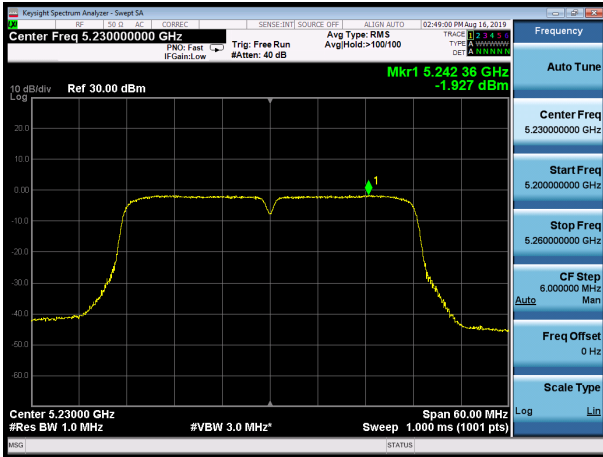 Keysight Spectrum Analyzer - Swept SA
RF 50 Ω AC CORREC SENSE:INT SOURCE OFF ALIGN AUTO 02:49:00 PM Aug 16, 2019
Center Freq 5.230000000 GHz
PNO: Fast
IFGain:Low
Trig: Free Run
#Atten: 40 dB
Avg Type: RMS
Avg|Hold:>100/100
TRACE 1 2 3 4 5 6
TYPE A WWWWW
DET A N N N N N
Mkr1 5.242 36 GHz
-1.927 dBm
10 dB/div
Log
Ref 30.00 dBm
20.0
10.0
0.00
-10.0
-20.0
-30.0
-40.0
-50.0
-60.0
1
Center 5.23000 GHz
#Res BW 1.0 MHz
#VBW 3.0 MHz*
Span 60.00 MHz
Sweep 1.000 ms (1001 pts)
MSG
STATUS
Frequency
Auto Tune
Center Freq
5.230000000 GHz
Start Freq
5.200000000 GHz
Stop Freq
5.260000000 GHz
CF Step
6.000000 MHz
Auto Man
Freq Offset
0 Hz
Scale Type
Log Lin